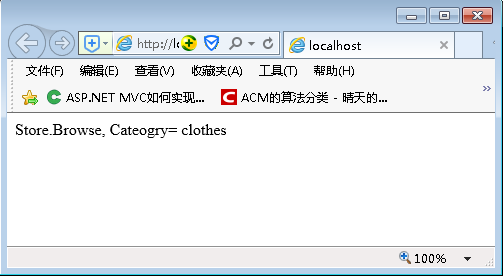 http://lo
localhost
文件(F) 编辑(E) 查看(V) 收藏夹(A) 工具(T) 帮助(H)
ASP.NET MVC如何实现... ACM的算法分类 - 晴天的...
Store.Browse, Cateogry= clothes
100%